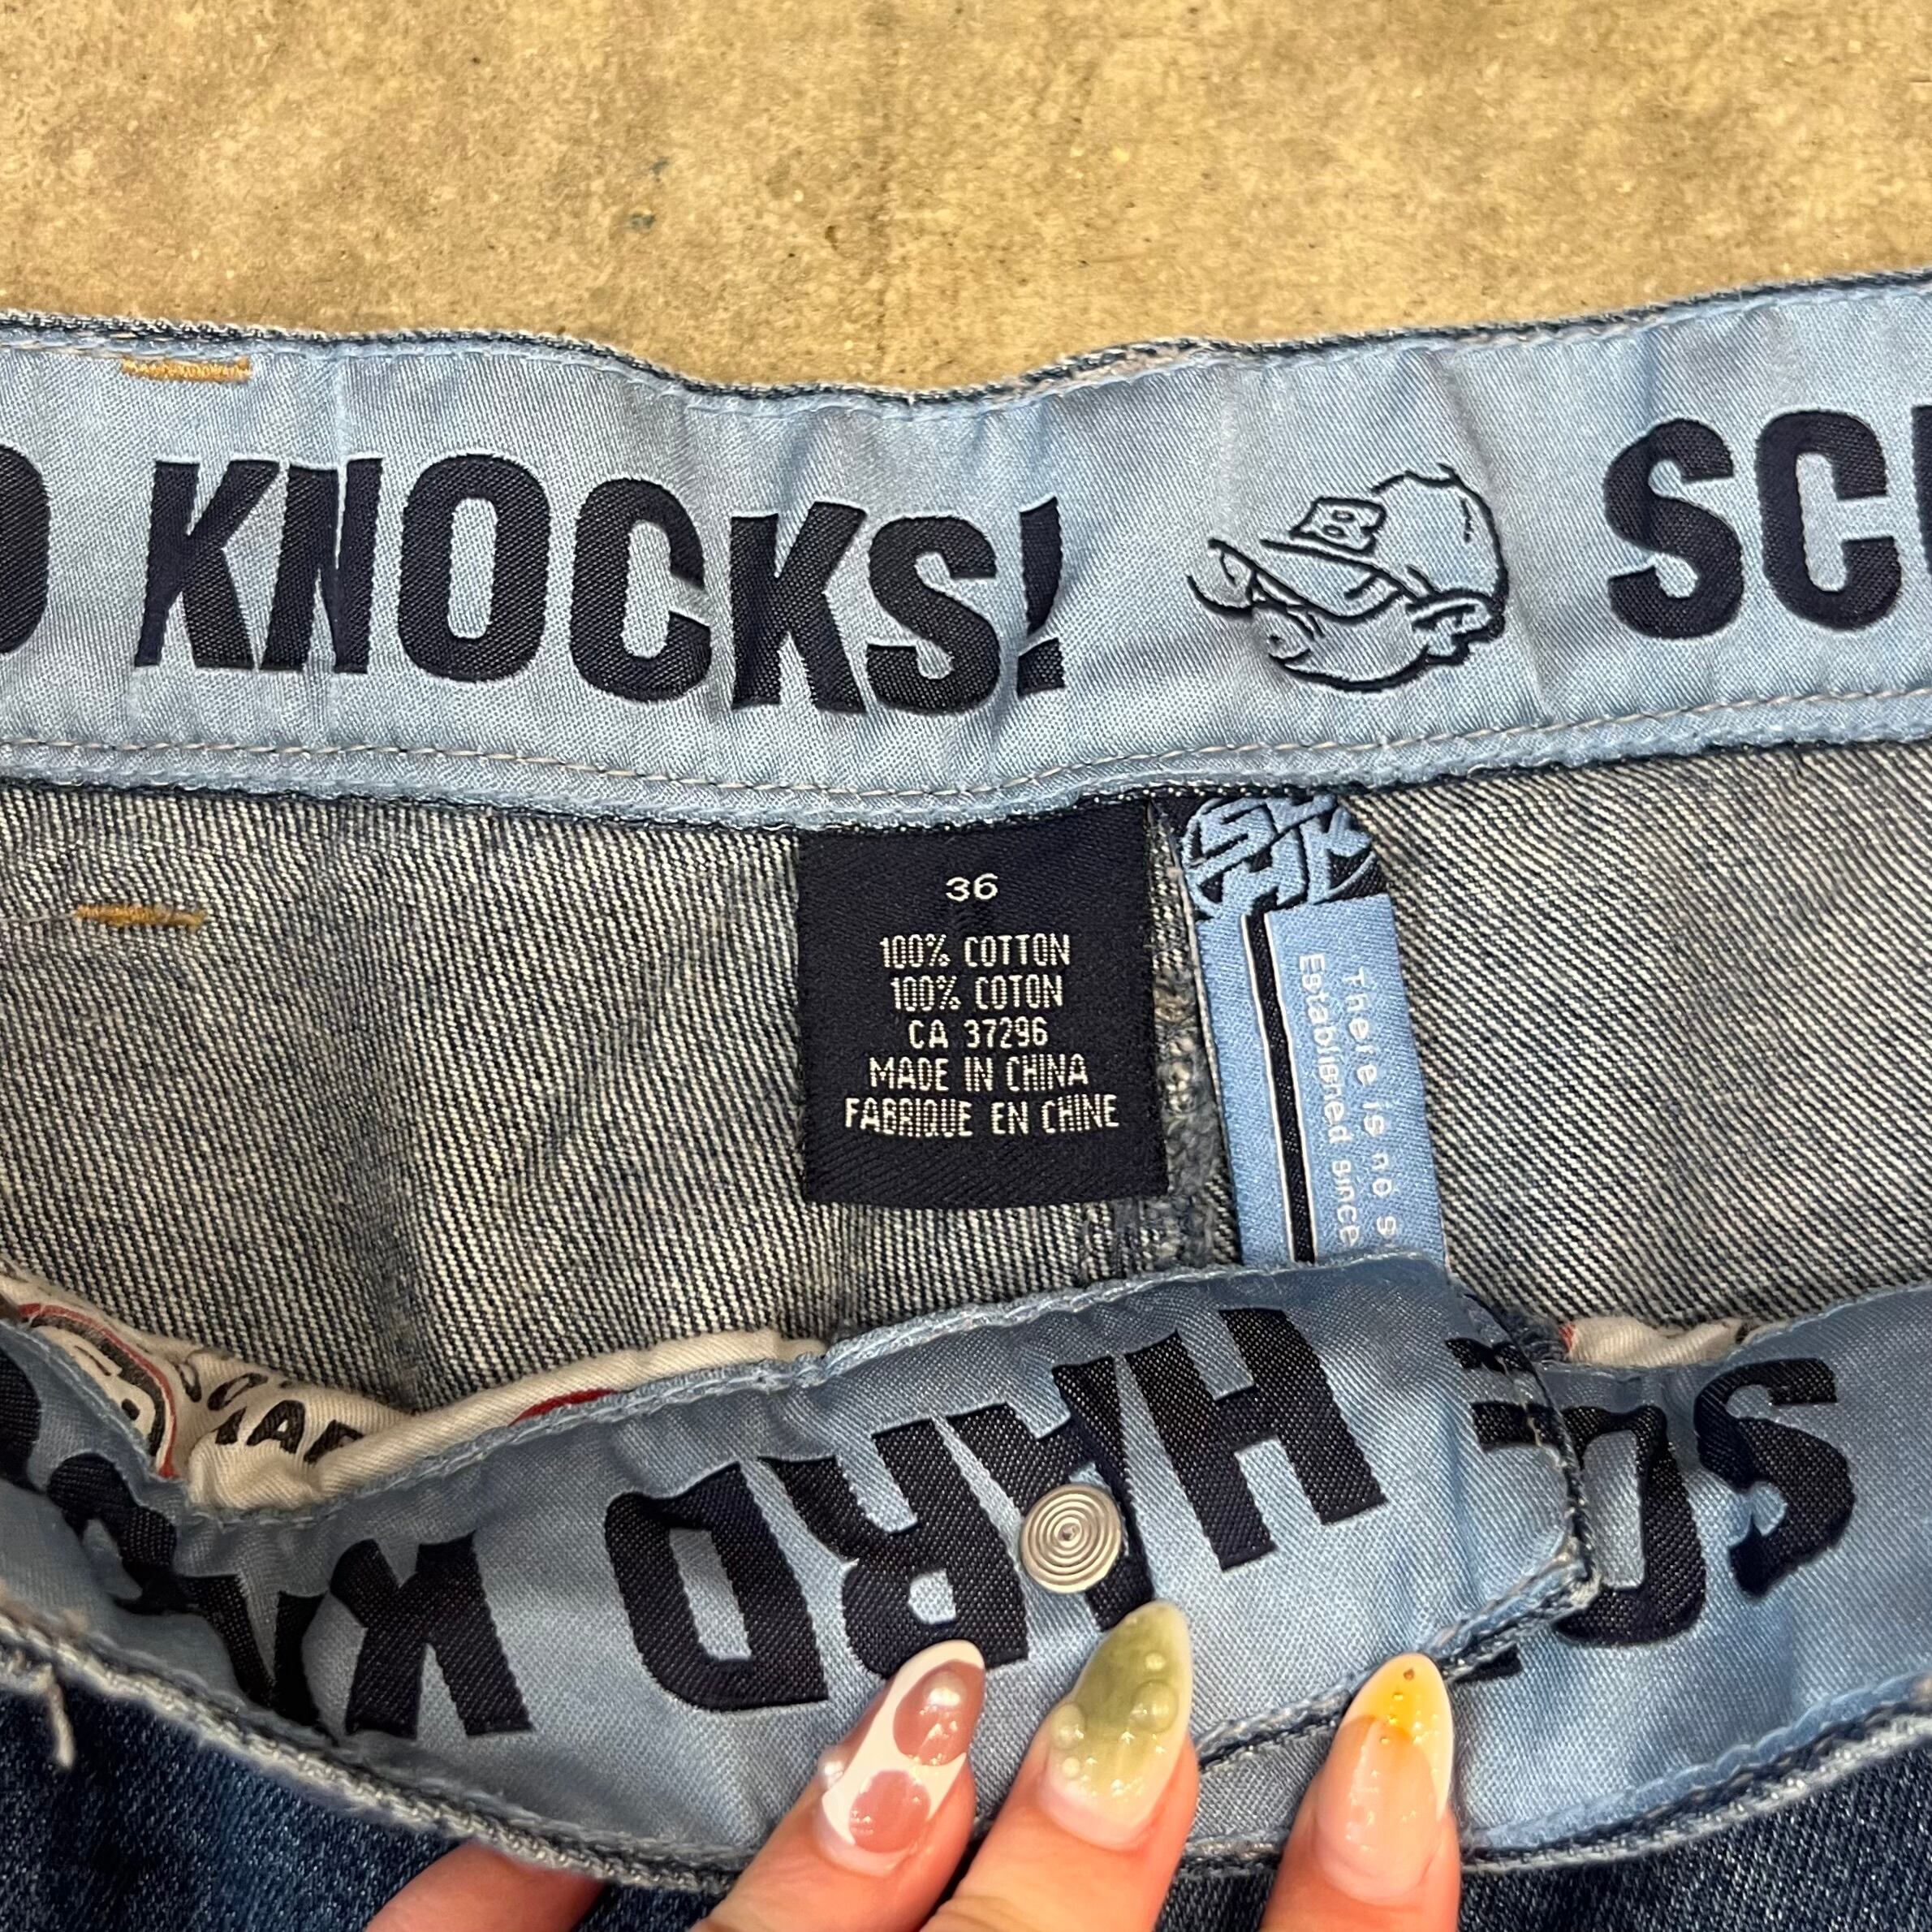 KNOCKS!
B
36
100% COTTON
100% COTON
CA 37296
MADE IN CHINA
FABRIQUE EN CHINE
There is no
Established since
HARD